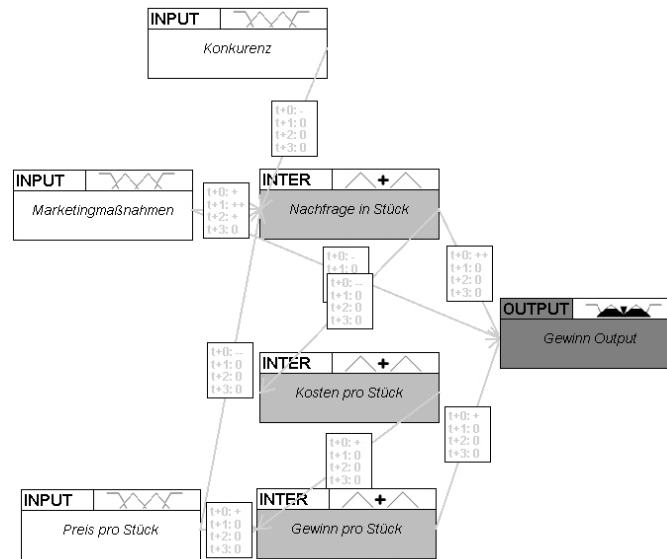 INPUT
Konkurenz
t+0: -
t+1: 0
t+2: 0
t+3: 0
INPUT
Marketingmaßnahmen
t+0: +
t+1: ++
t+2: +
t+3: 0
INTER
Nachfrage in Stück
t+0: -
t+1: 0
t+0: --
t+1: 0
t+2: 0
t+3: 0
t+0: ++
t+1: 0
t+2: 0
t+3: 0
OUTPUT
Gewinn Output
t+0: --
t+1: 0
t+2: 0
t+3: 0
INTER
Kosten pro Stück
t+0: +
t+1: 0
t+2: 0
t+3: 0
t+0: +
t+1: 0
t+2: 0
t+3: 0
INPUT
Preis pro Stück
t+0: +
t+1: 0
t+2: 0
t+3: 0
INTER
Gewinn pro Stück